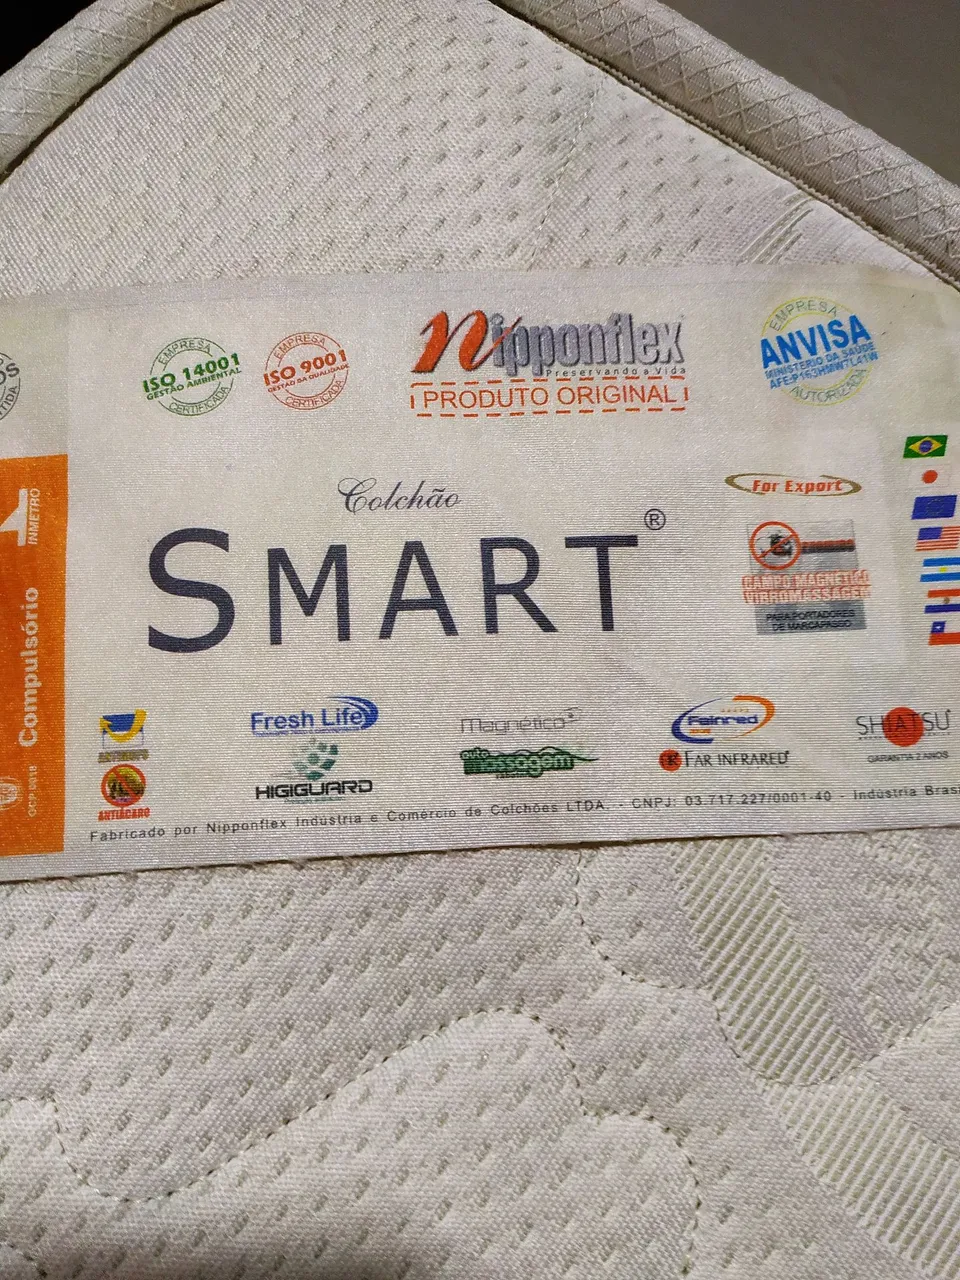 EMPRESA
ISO 14001
GESTÃO AMBIENTAL
CERTIFICADA
EMPRESA
ISO 9001
GESTÃO DA QUALIDADE
CERTIFICADA
Nipponflex
Preservando a Vida
PRODUTO ORIGINAL
EMPRESA
ANVISA
MINISTÉRIO DA SAÚDE
AUTORIZADA
INMETRO
Compulsório
Colchão
SMART®
For Export
CAMPO MAGNÉTICO
VIBROMASSAGEM
PARA PORTADORES
DE MARCAPASSO
ANTIMOFO
ANTIÁCARO
Fresh Life
HIGIGUARD
Magnético
auto
massagem
FAR INFRARED
SHIATSU
GARANTIA 2 ANOS
Fabricado por Nipponflex Indústria e Comércio de Colchões LTDA. - CNPJ: 03.717.227/0001-40 - Indústria Brasi